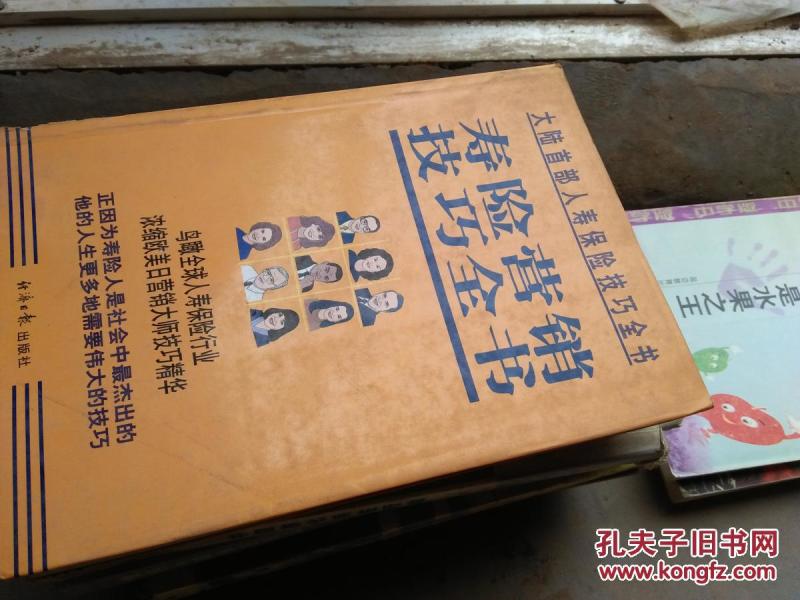 大陆首部人寿保险技巧全书
寿险营销
技巧全书
鸟瞰全球人寿保险行业
浓缩欧美日营销大师技巧精华
正因为寿险人是社会中最杰出的
他的人生更多地需要伟大的技巧
经济日报出版社
是水果之王
孔夫子旧书网
www.kongfz.com